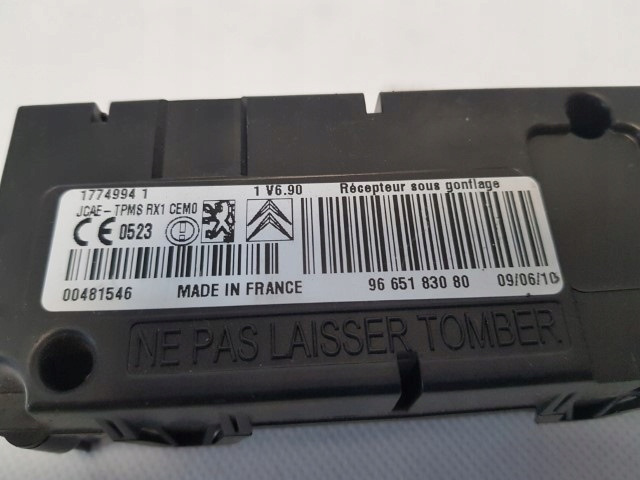 1774994 1
1 V6.90
Récepteur sous gonflage
JCAE-TPMS RX1 CEM0
CE 0523
00481546
MADE IN FRANCE
96 651 830 80
09/06/10
NE PAS LAISSER TOMBER